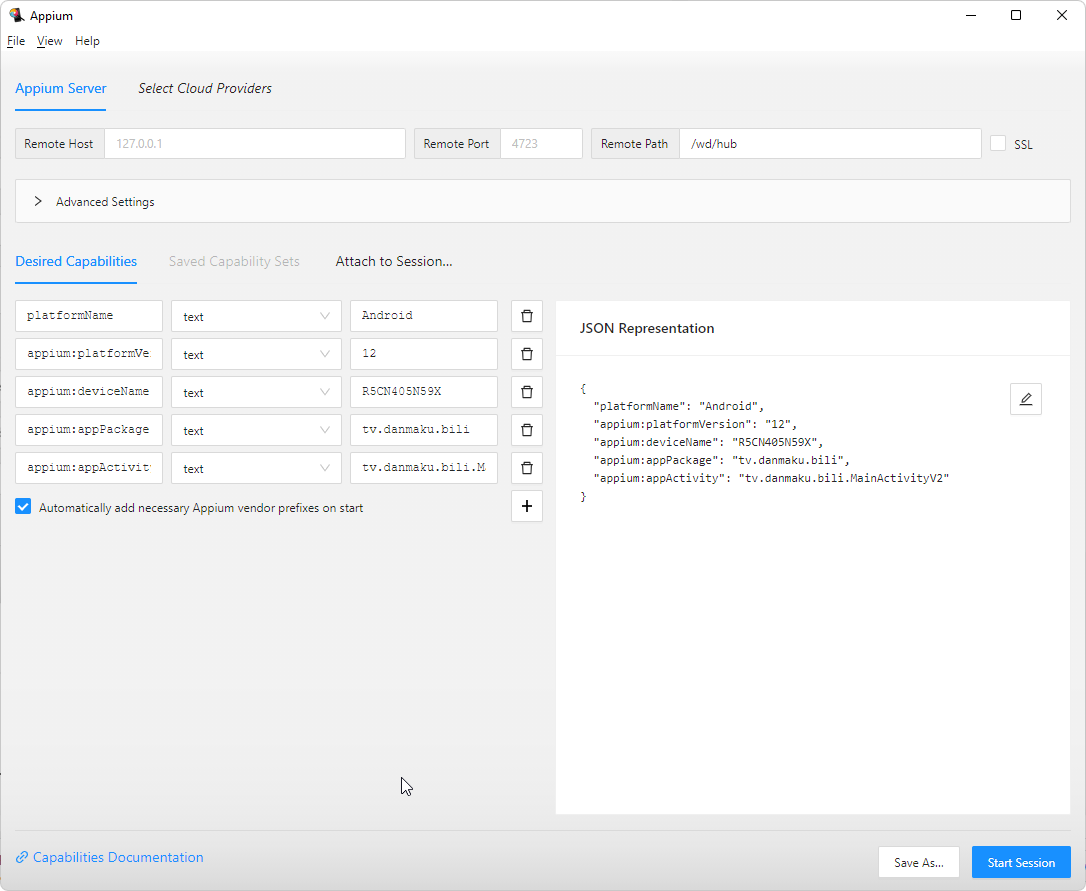 Appium
File View Help
Appium Server Select Cloud Providers
Remote Host 127.0.0.1 Remote Port 4723 Remote Path /wd/hub SSL
Advanced Settings
Desired Capabilities Saved Capability Sets Attach to Session...
platformName text Android
appium:platformVe text 12
appium:deviceName text R5CN405N59X
appium:appPackage text tv.danmaku.bili
appium:appActivit text tv.danmaku.bili.M
Automatically add necessary Appium vendor prefixes on start
JSON Representation
{
"platformName": "Android",
"appium:platformVersion": "12",
"appium:deviceName": "R5CN405N59X",
"appium:appPackage": "tv.danmaku.bili",
"appium:appActivity": "tv.danmaku.bili.MainActivityV2"
}
Capabilities Documentation
Save As...
Start Session